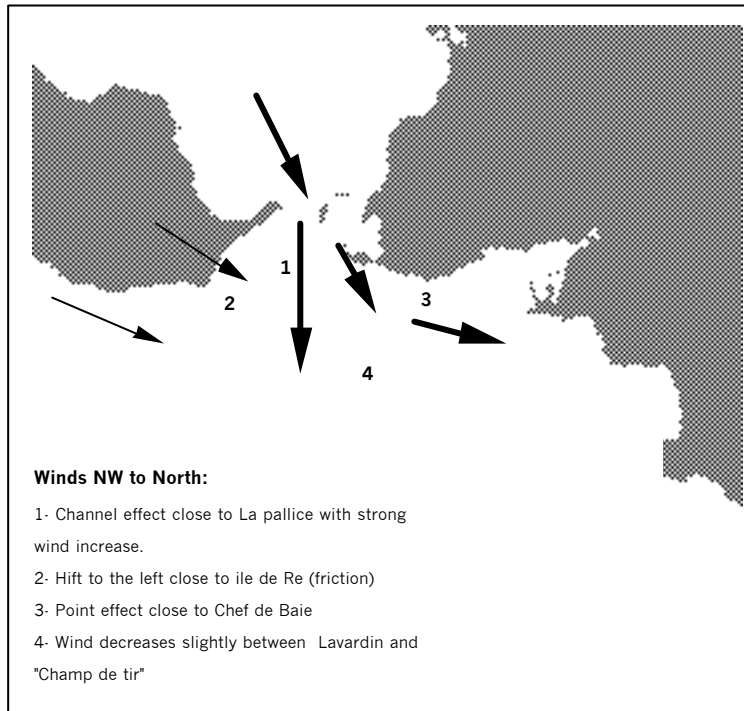 1
2
3
4
Winds NW to North:
1- Channel effect close to La pallice with strong
wind increase.
2- Hift to the left close to ile de Re (friction)
3- Point effect close to Chef de Baie
4- Wind decreases slightly between Lavardin and
"Champ de tir"